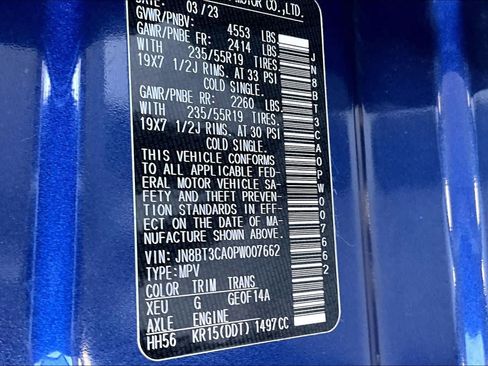 DATE: 03/23 MOTOR CO.,LTD.
GVWR/PNBV: 4553 LBS
GAWR/PNBE FR: 2414 LBS
WITH 235/55R19 TIRES
19X7 1/2J RIMS. AT 33 PSI
COLD SINGLE.
GAWR/PNBE RR: 2260 LBS.
WITH 235/55R19 TIRES,
19X7 1/2J RIMS, AT 30 PSI
COLD SINGLE.
THIS VEHICLE CONFORMS
TO ALL APPLICABLE FED-
ERAL MOTOR VEHICLE SA-
FETY AND THEFT PREVENTION
STANDARDS IN EFF-
ECT ON THE DATE OF MA-
NUFACTURE SHOWN ABOVE.
VIN: JN8BT3CA0PW007662
TYPE:MPV
COLOR TRIM TRANS
XEU G GE0F14A
AXLE ENGINE
HH56 KR15(DDT) 1497CC
JN8BT3CA0PW007662